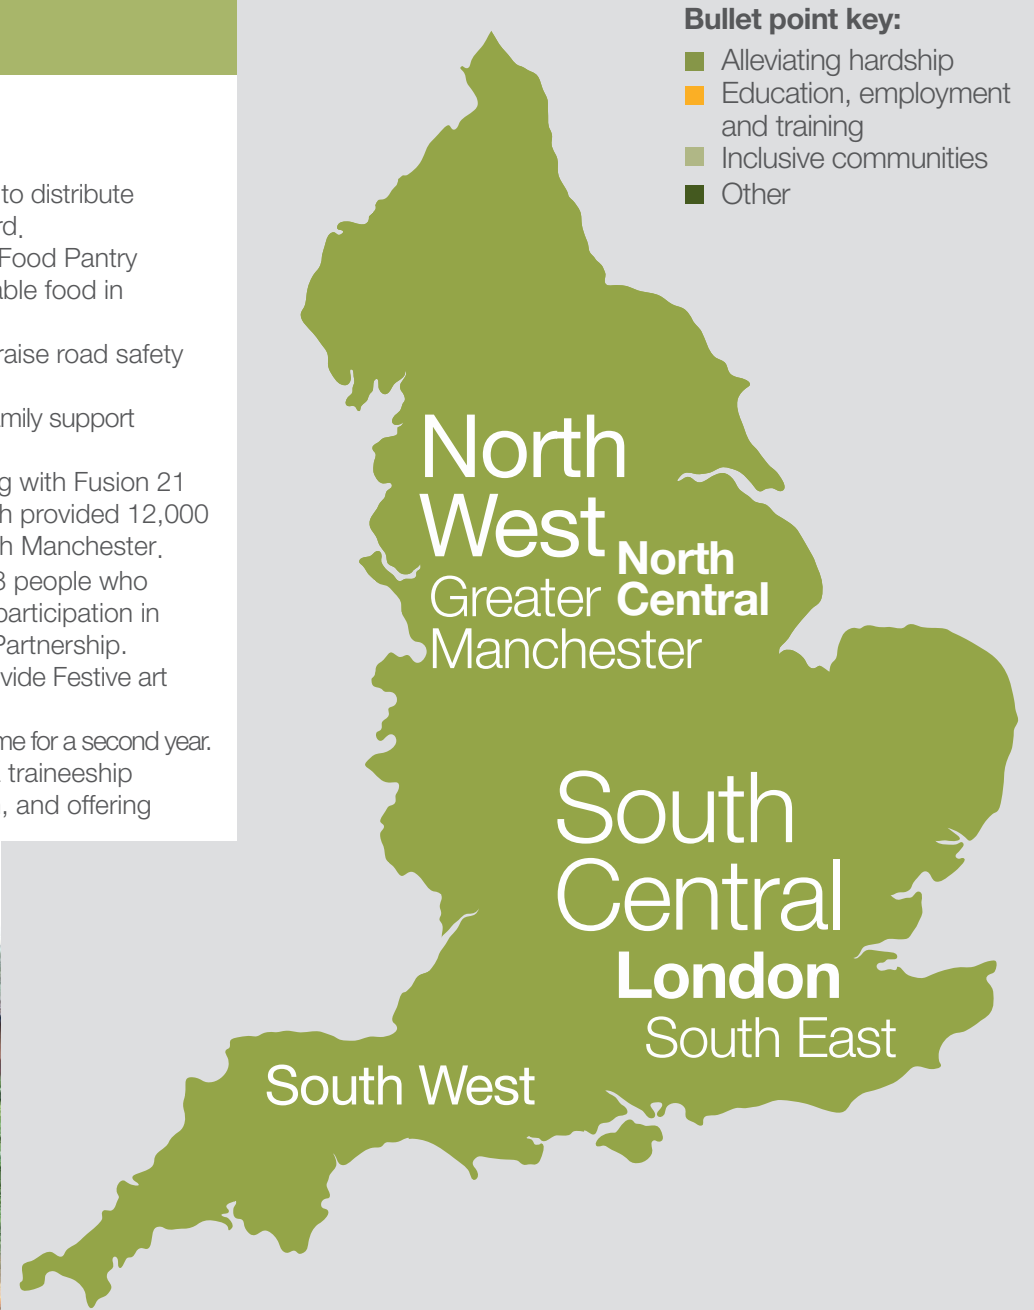 to distribute
rd.
Food Pantry
able food in
raise road safety
mily support
g with Fusion 21
h provided 12,000
h Manchester.
3 people who
participation in
Partnership.
vide Festive art
me for a second year.
traineeship
, and offering
Bullet point key:
Alleviating hardship
Education, employment
and training
Inclusive communities
Other
North
West
North
Central
Greater
Manchester
South
Central
London
South East
South West